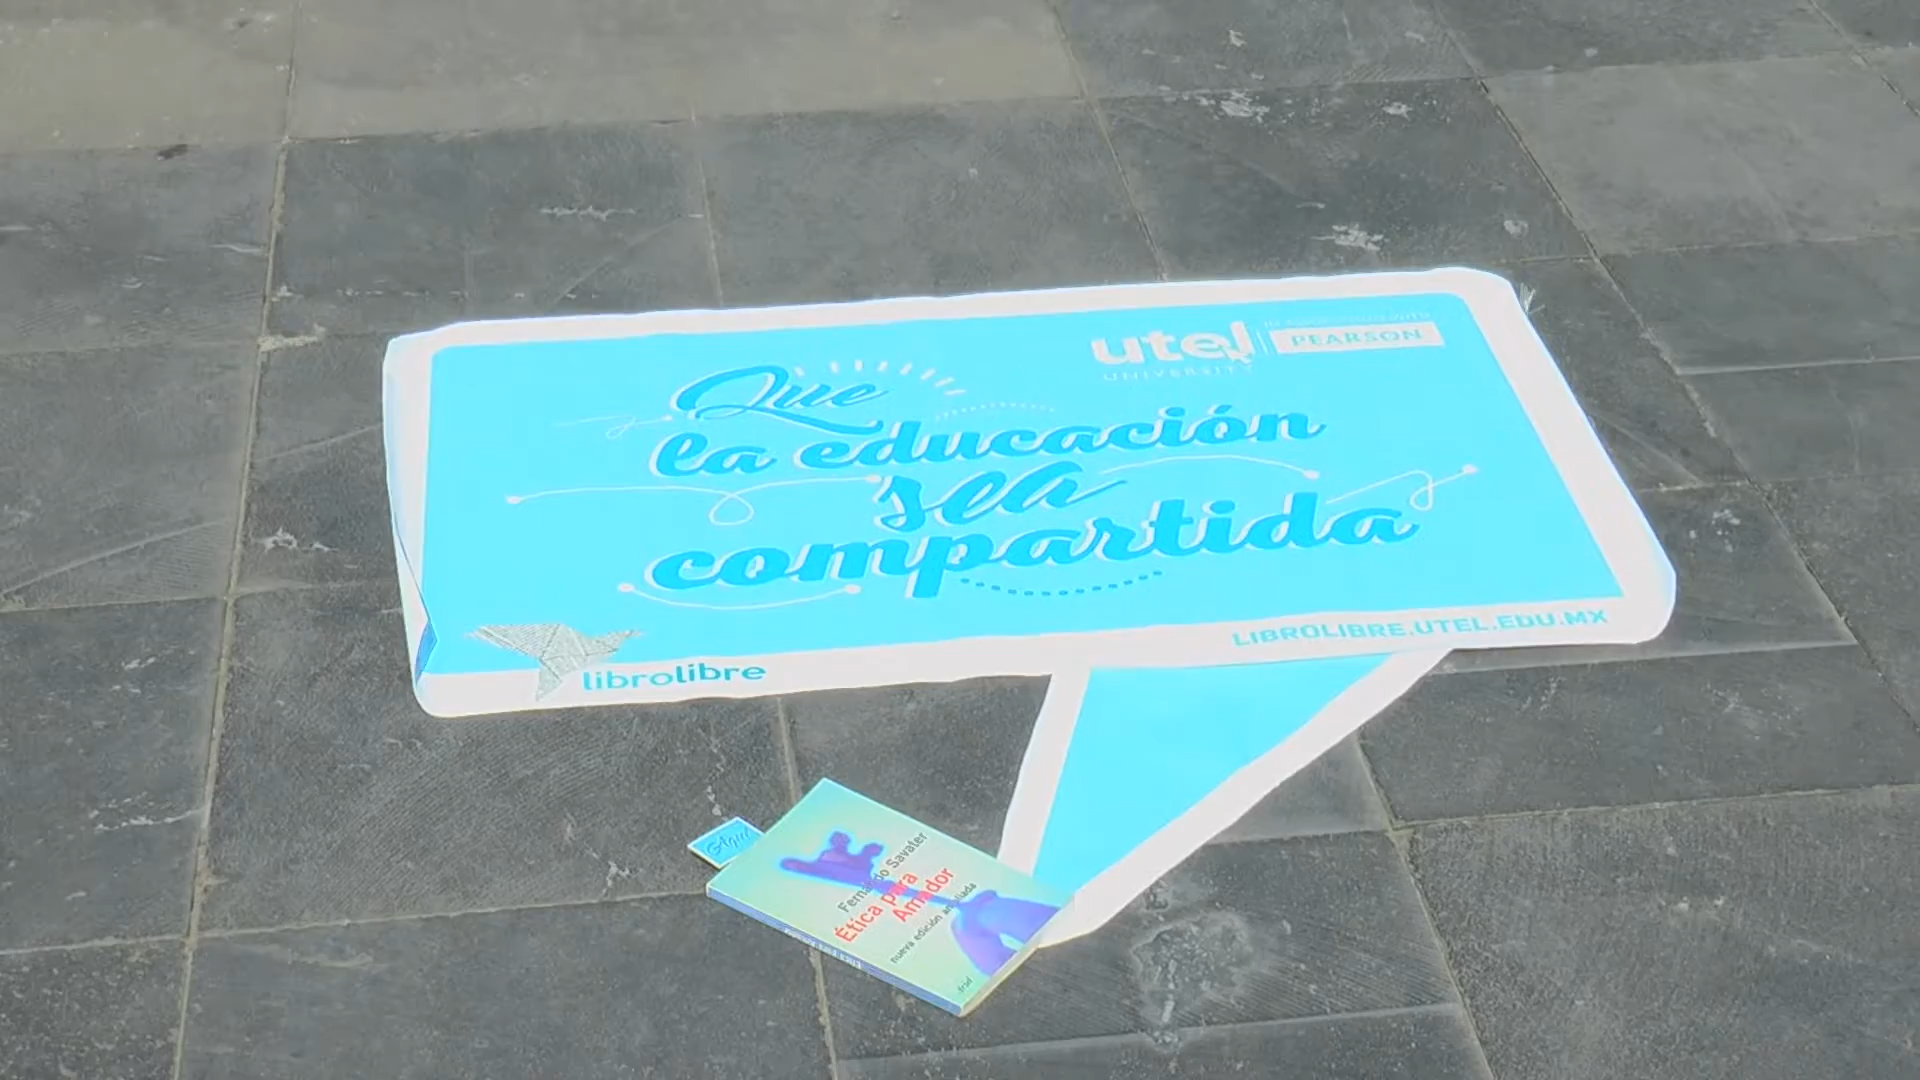 utel
UNIVERSITY
PEARSON
Que
la educación
sea
compartida
librolibre
LIBROLIBRE.UTEL.EDU.MX
Fernando Savater
Ética para
Amador
nueva edición ampliada
Ariel